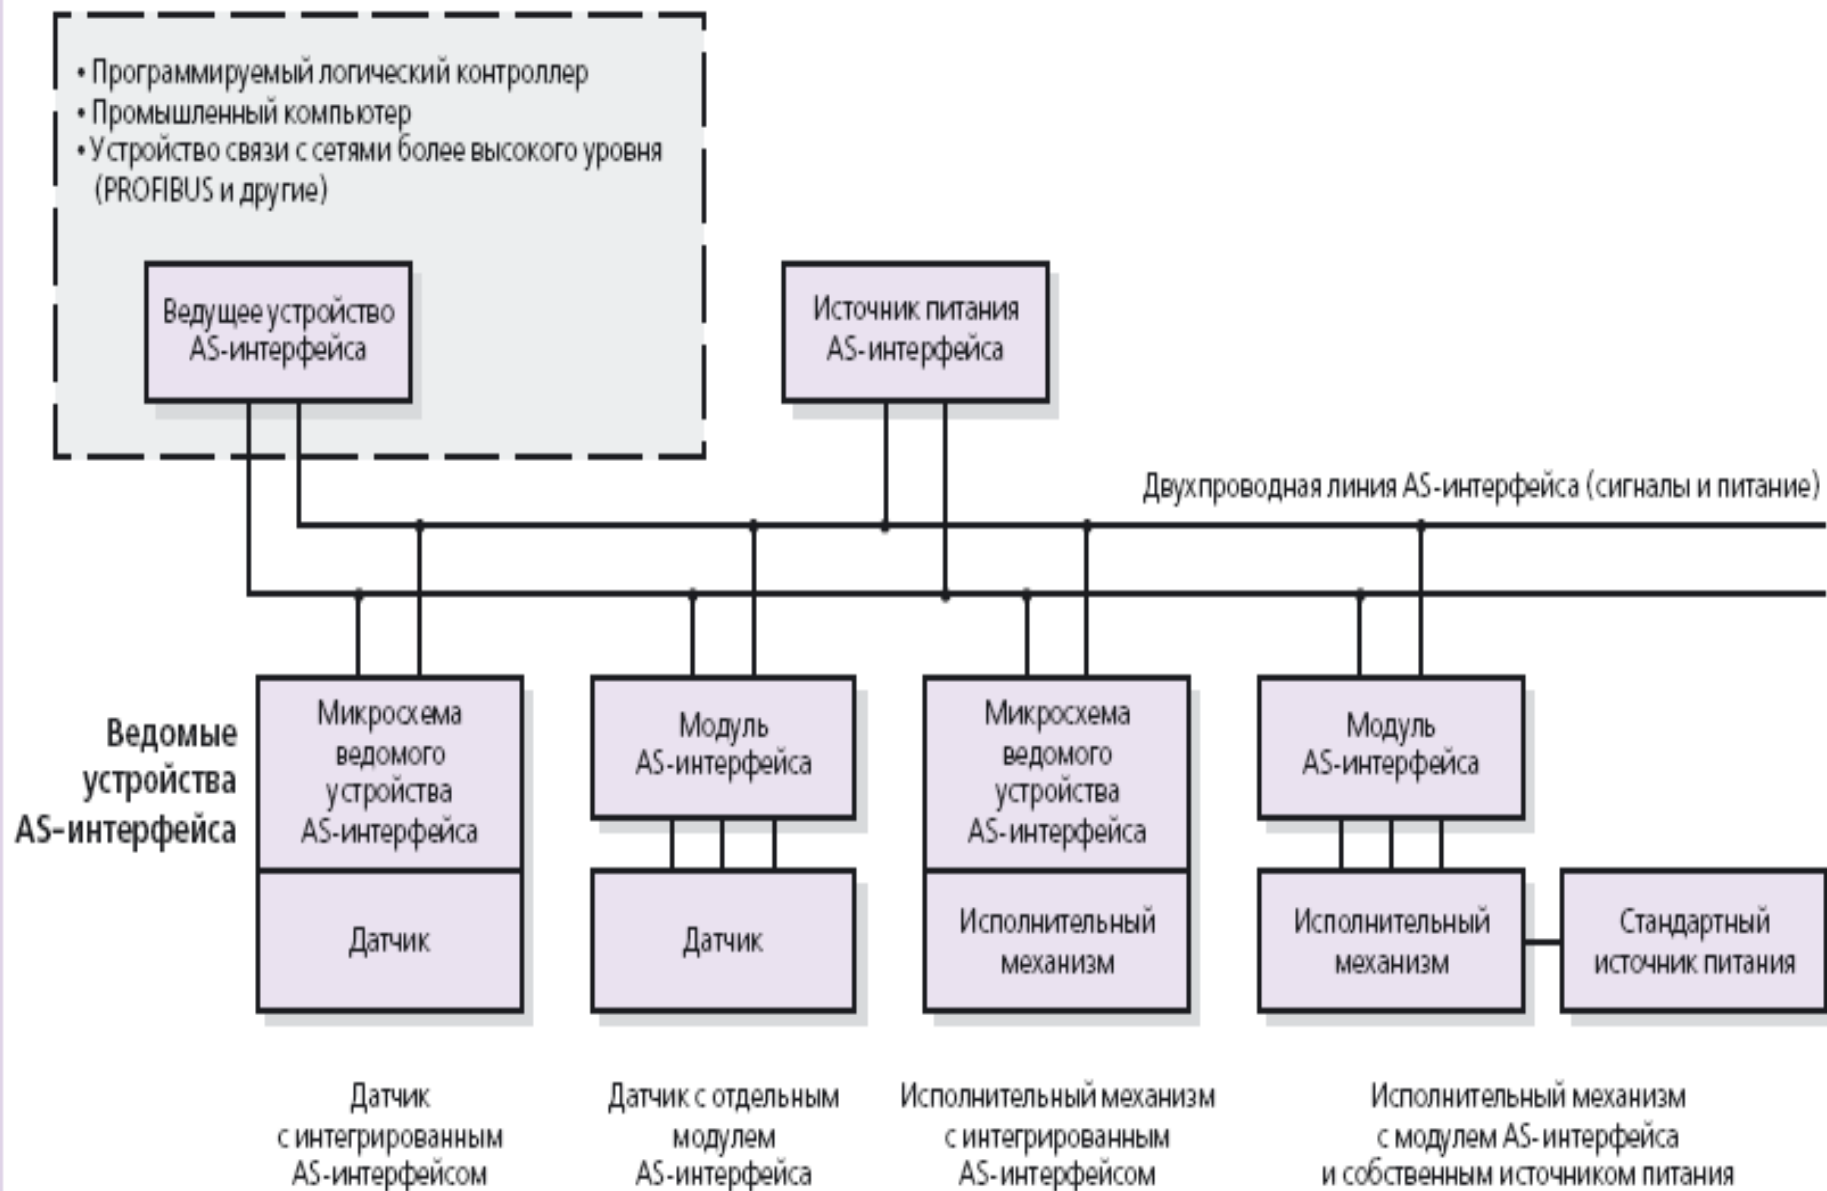 • Программируемый логический контроллер
• Промышленный компьютер
• Устройство связи с сетями более высокого уровня
(PROFIBUS и другие)
Ведущее устройство
AS-интерфейса
Источник питания
AS-интерфейса
Двухпроводная линия AS-интерфейса (сигналы и питание)
Ведомые
устройства
AS-интерфейса
Микросхема
ведомого
устройства
AS-интерфейса
Датчик
Модуль
AS-интерфейса
Датчик
Микросхема
ведомого
устройства
AS-интерфейса
Исполнительный
механизм
Модуль
AS-интерфейса
Исполнительный
механизм
Стандартный
источник питания
Датчик
с интегрированным
AS-интерфейсом
Датчик с отдельным
модулем
AS-интерфейса
Исполнительный механизм
с интегрированным
AS-интерфейсом
Исполнительный механизм
с модулем AS-интерфейса
и собственным источником питания